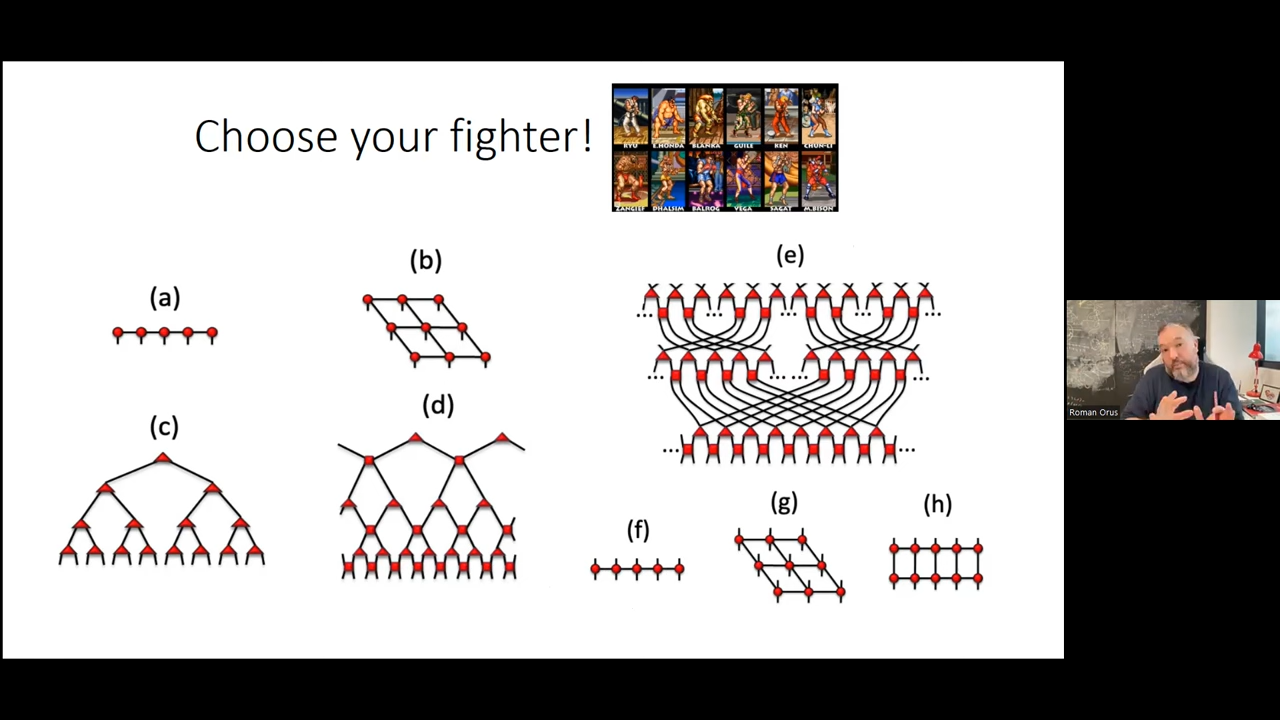 Choose your fighter!
RYU E.HONDA BLANKA GUILE KEN CHUN-LI
ZANGIEF DHALSIM BALROG VEGA SAGAT M.BISON
(a)
(b)
(c)
(d)
(e)
(f)
(g)
(h)
Roman Orus